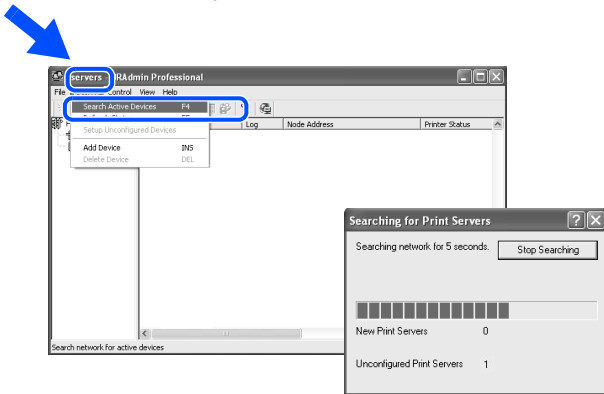 servers RAdmin Professional
File Control View Help
Search Active Devices F4
Setup Unconfigured Devices
Add Device INS
Delete Device DEL
Log Node Address Printer Status
Search network for active devices
Searching for Print Servers
Searching network for 5 seconds.
Stop Searching
New Print Servers 0
Unconfigured Print Servers 1